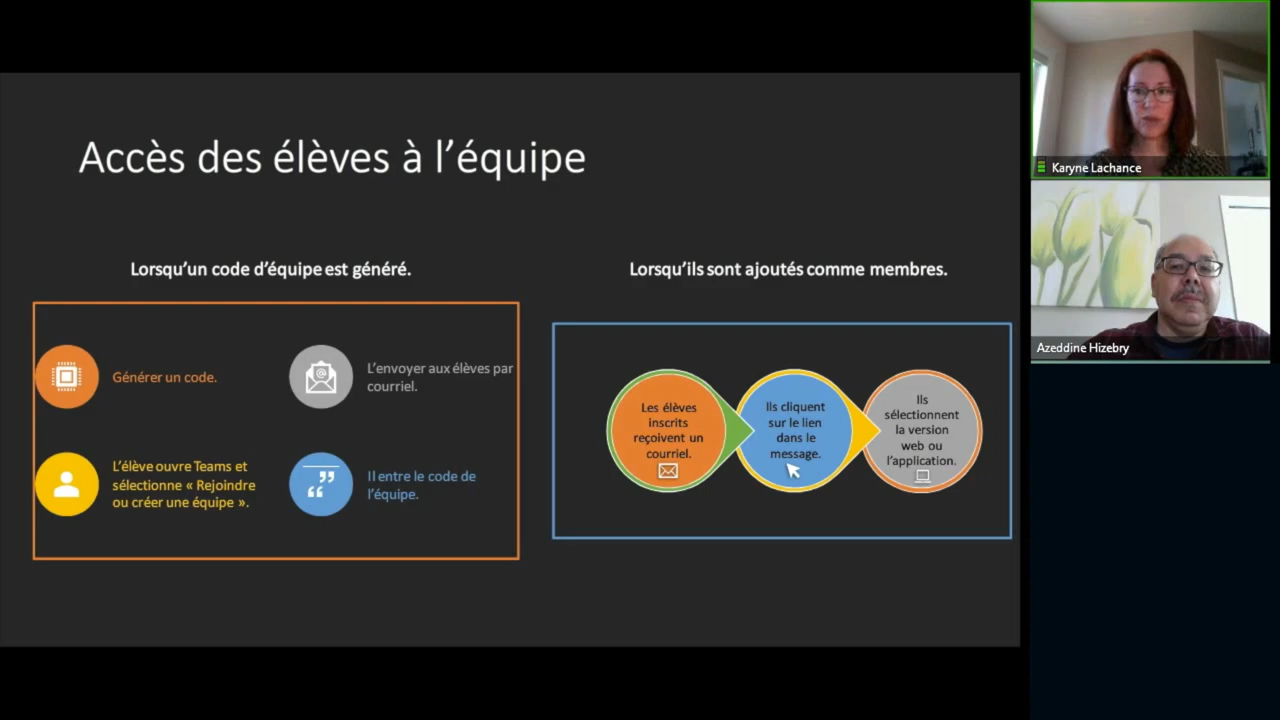 Accès des élèves à l'équipe
Lorsqu'un code d'équipe est généré.
Générer un code.
L'envoyer aux élèves par
courriel.
L'élève ouvre Teams et
sélectionne « Rejoindre
ou créer une équipe ».
Il entre le code de
l'équipe.
Lorsqu'ils sont ajoutés comme membres.
Les élèves
inscrits
reçoivent un
courriel.
Ils cliquent
sur le lien
dans le
message.
Ils
sélectionnent
la version
web ou
l'application.
Karyne Lachance
Azeddine Hizebry